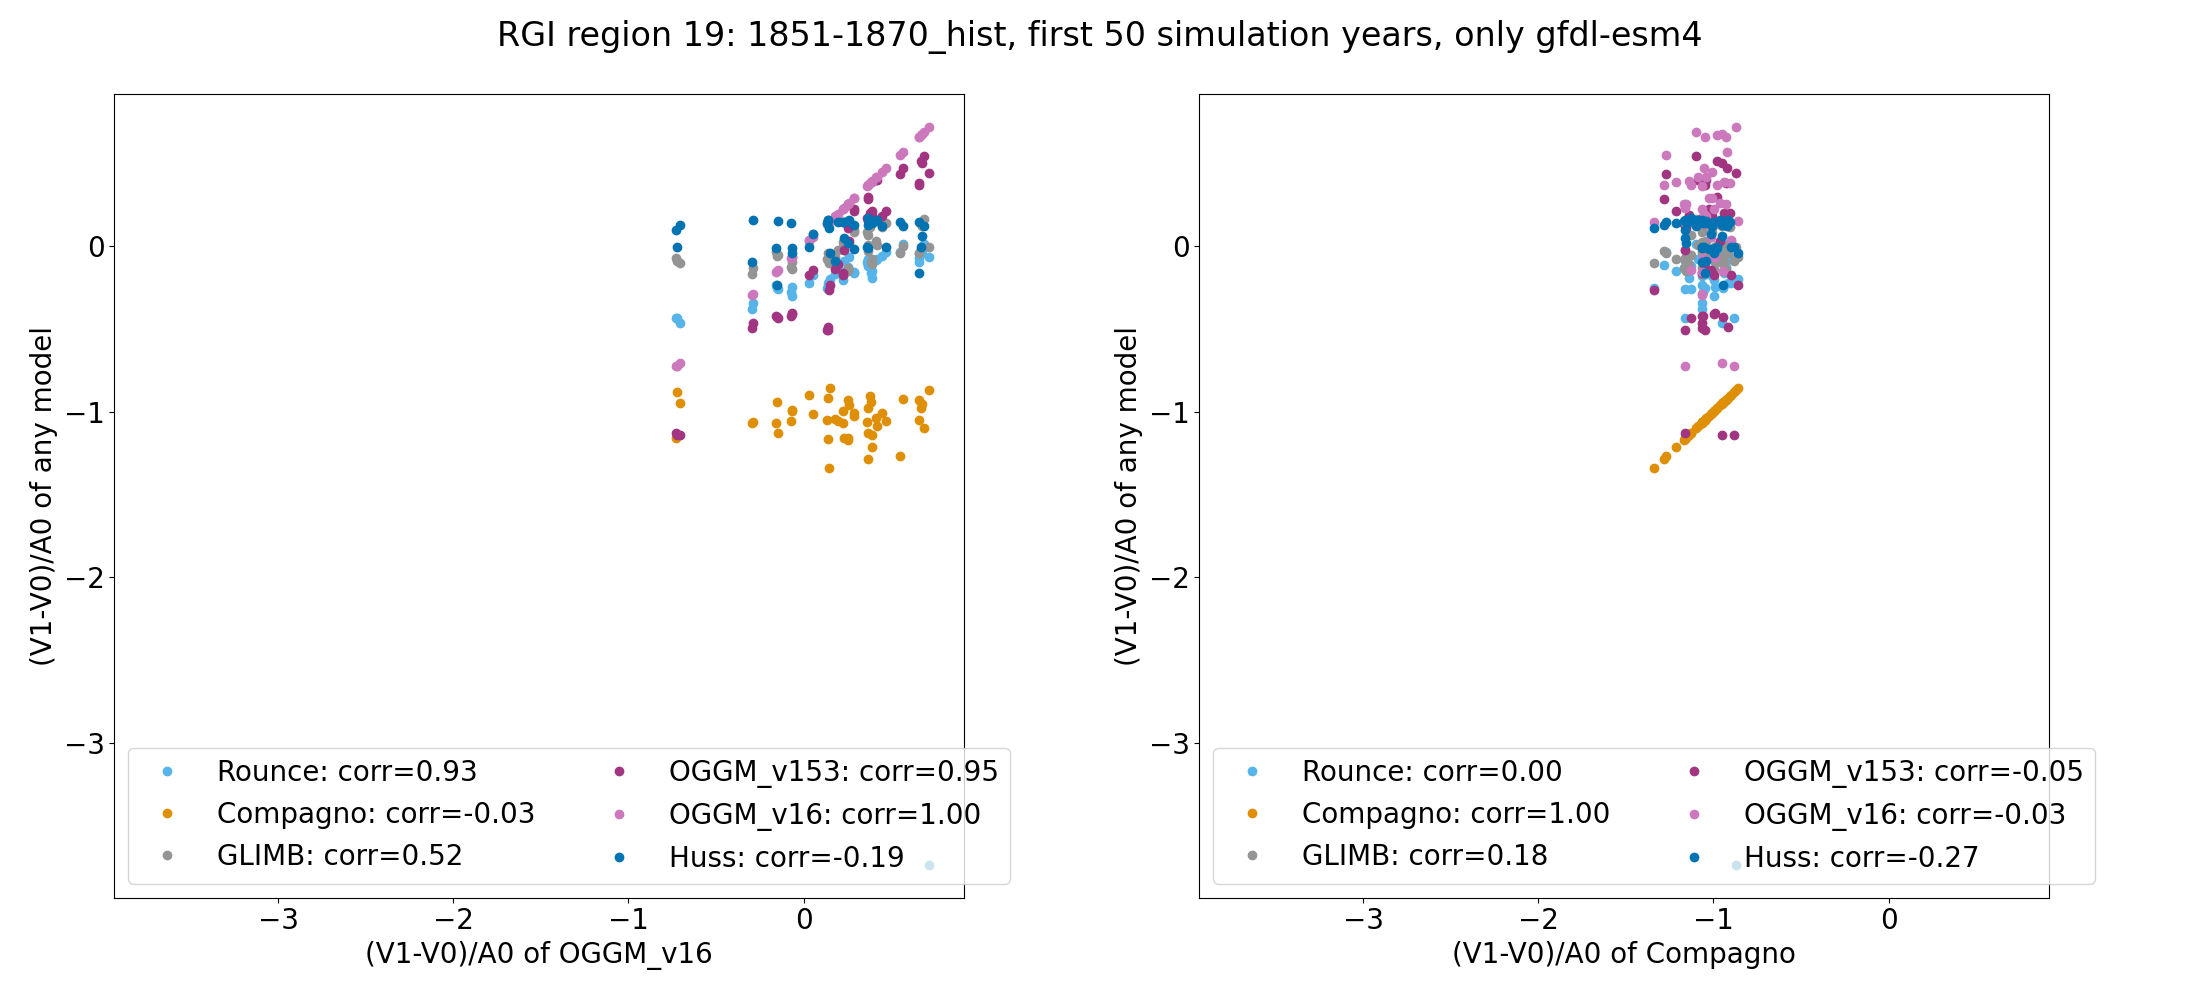 RGI region 19: 1851-1870_hist, first 50 simulation years, only gfdl-esm4
(V1-V0)/A0 of any model
0
−1
−2
−3
Rounce: corr=0.93
Compagno: corr=-0.03
GLIMB: corr=0.52
OGGM_v153: corr=0.95
OGGM_v16: corr=1.00
Huss: corr=-0.19
−3
−2
−1
0
(V1-V0)/A0 of OGGM_v16
(V1-V0)/A0 of any model
0
−1
−2
−3
Rounce: corr=0.00
Compagno: corr=1.00
GLIMB: corr=0.18
OGGM_v153: corr=-0.05
OGGM_v16: corr=-0.03
Huss: corr=-0.27
−3
−2
−1
0
(V1-V0)/A0 of Compagno